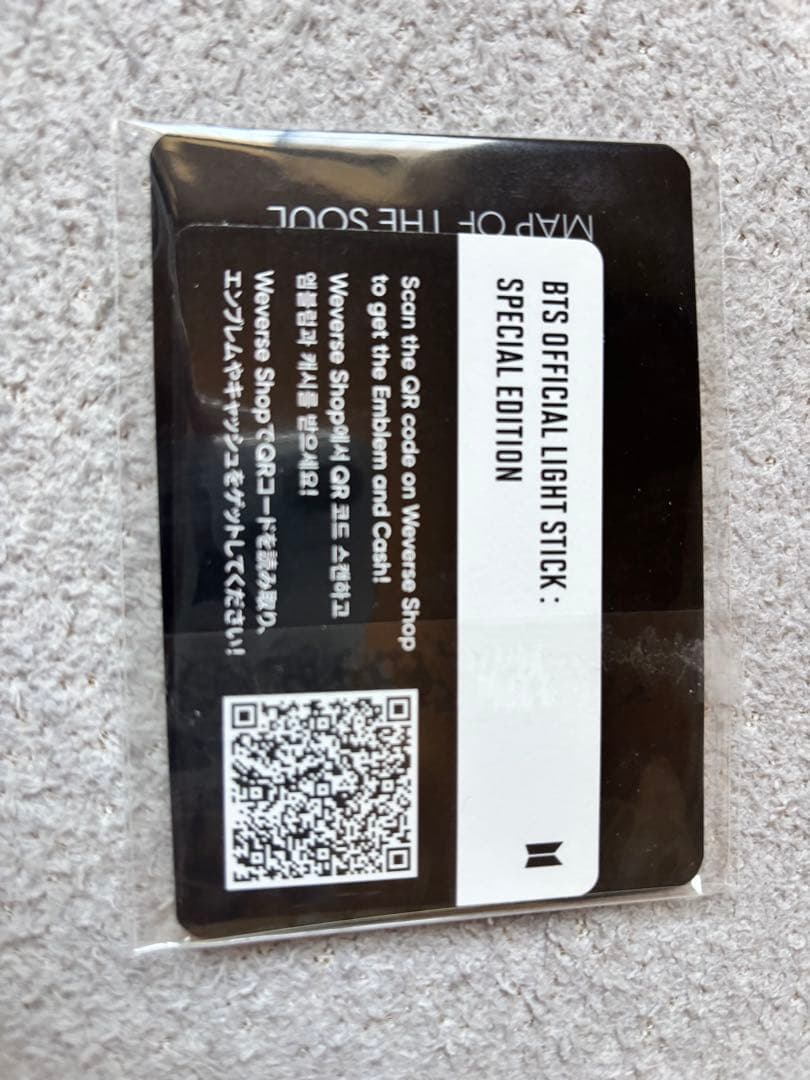 MAP OF THE SOUL
BTS OFFICIAL LIGHT STICK :
SPECIAL EDITION
Scan the QR code on Weverse Shop
to get the Emblem and Cash!
Weverse Shop에서 QR 코드 스캔하고
엠블럼과 캐시를 받으세요!
Weverse ShopでQRコードを読み取り、
エンブレムやキャッシュをゲットしてください!